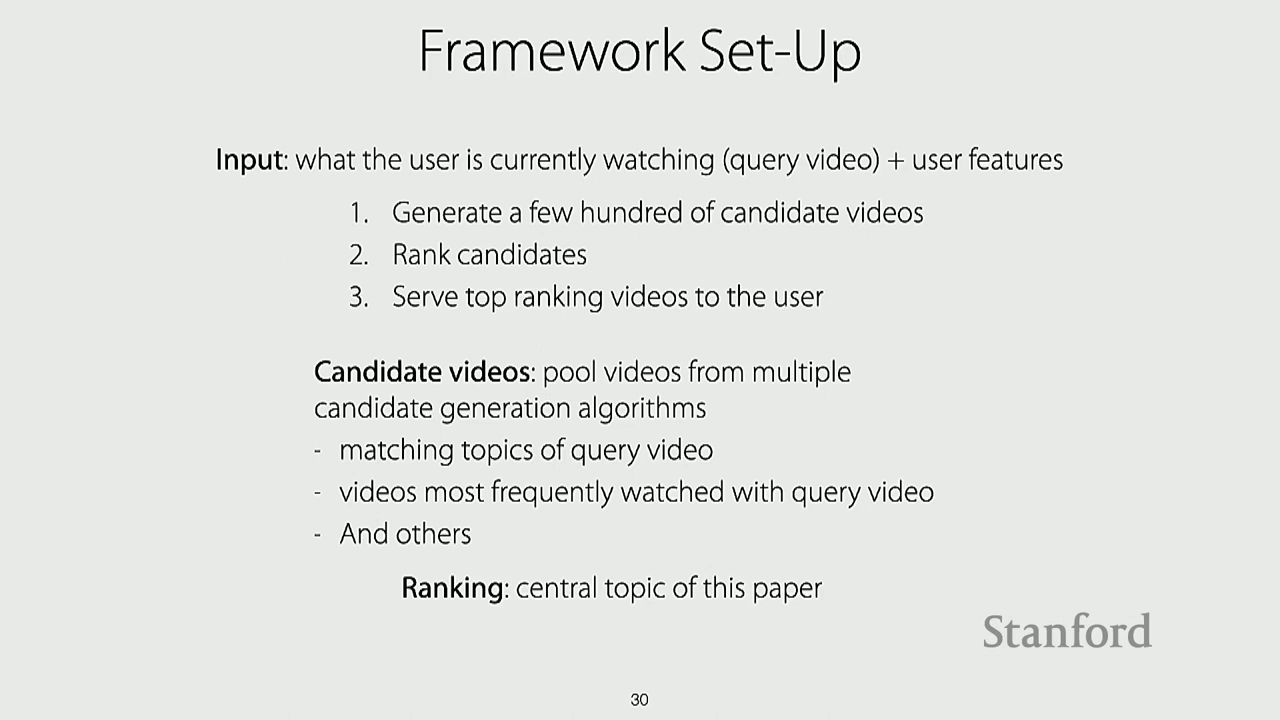 Framework Set-Up
Input: what the user is currently watching (query video) + user features
1. Generate a few hundred of candidate videos
2. Rank candidates
3. Serve top ranking videos to the user
Candidate videos: pool videos from multiple
candidate generation algorithms
- matching topics of query video
- videos most frequently watched with query video
- And others
Ranking: central topic of this paper
Stanford
30